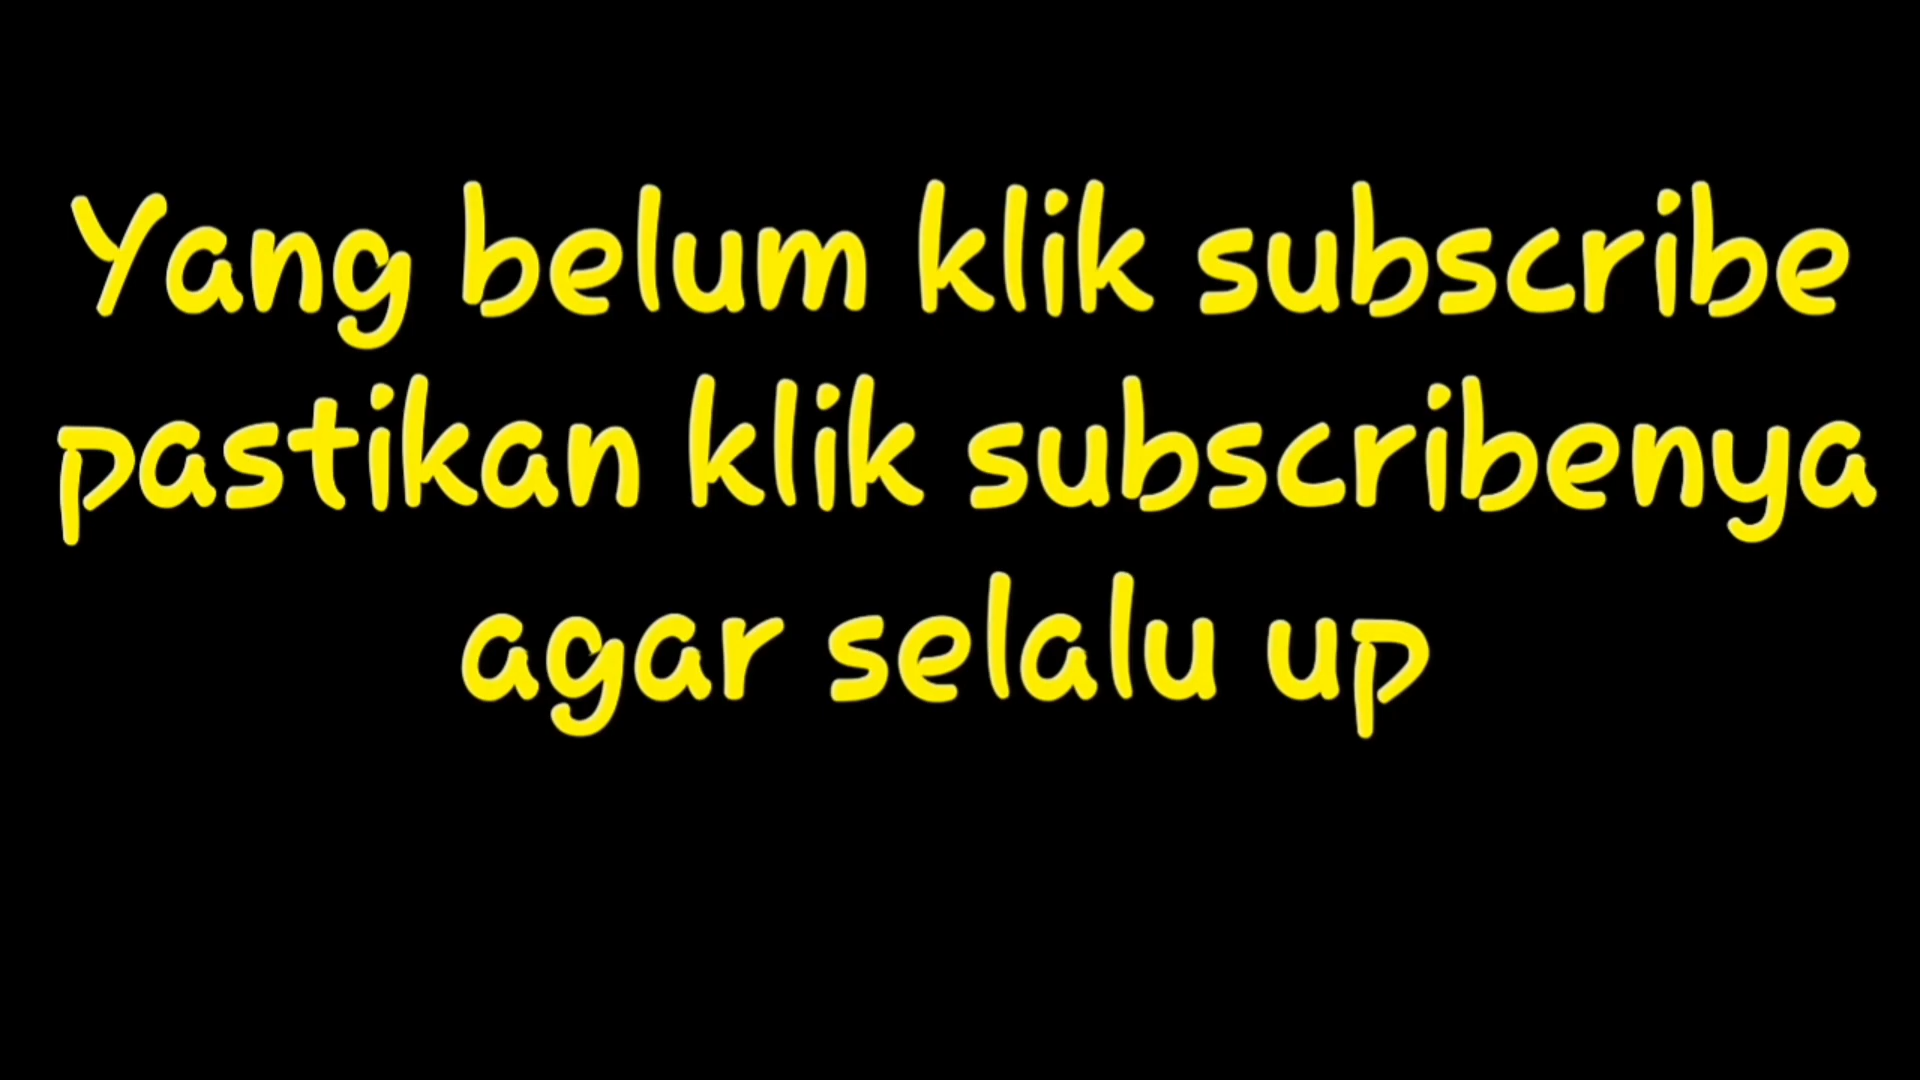 Yang belum klik subscribe
pastikan klik subscribenya
agar selalu up